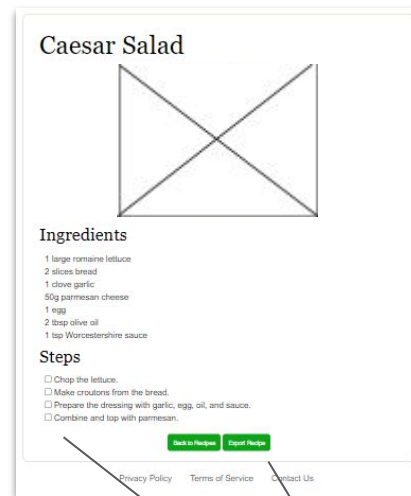 Caesar Salad
Ingredients
1 large romaine lettuce
2 slices bread
1 clove garlic
50g parmesan cheese
1 egg
2 tbsp olive oil
1 tsp Worcestershire sauce
Steps
Chop the lettuce.
Make croutons from the bread.
Prepare the dressing with garlic, egg, oil, and sauce.
Combine and top with parmesan.
Back to Recipes Export Recipe
Privacy Policy Terms of Service Contact Us